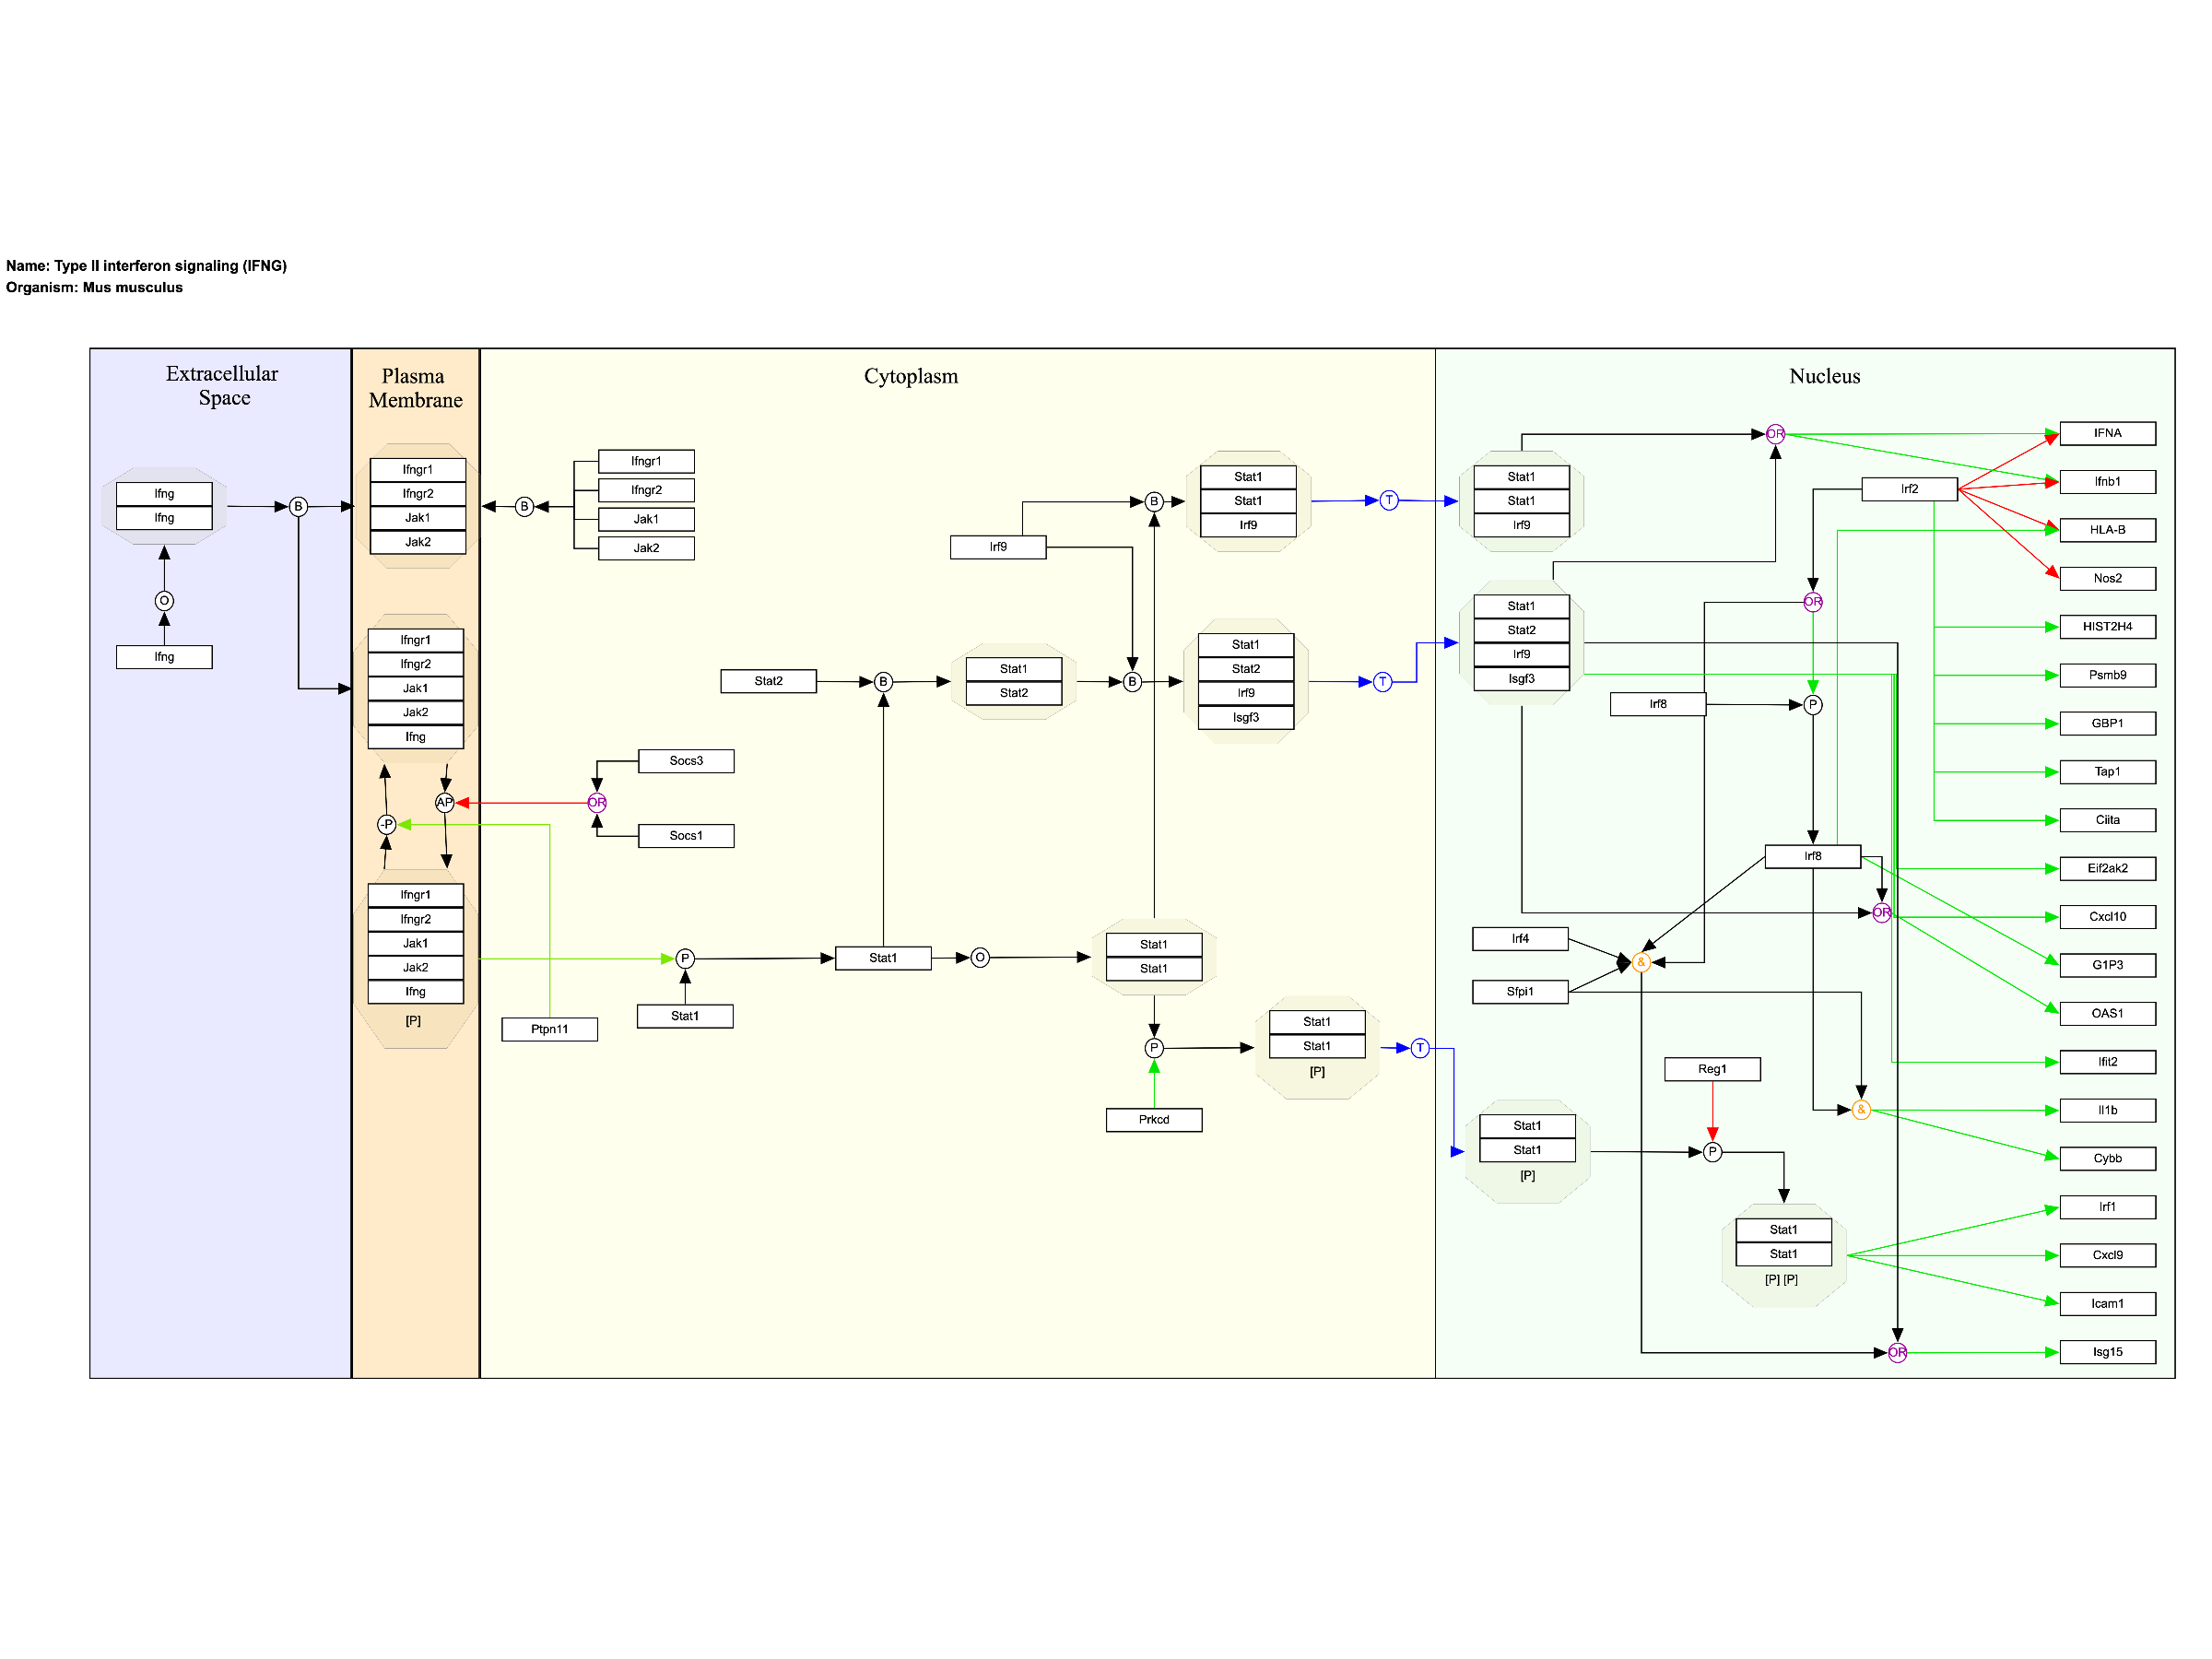 Name: Type II interferon signaling (IFNG)
Organism: Mus musculus
Extracellular
Space
Plasma
Membrane
Cytoplasm
Nucleus
Ifng
Ifng
B
O
Ifng
Ifngr1
Ifngr2
Jak1
Jak2
B
Ifngr1
Ifngr2
Jak1
Jak2
Ifngr1
Ifngr2
Jak1
Jak2
Ifng
AP
-P
Ifngr1
Ifngr2
Jak1
Jak2
Ifng
[P]
Socs3
OR
Socs1
Ptpn11
P
Stat1
Stat2
B
Stat1
O
Stat1
Stat2
Irf9
B
B
Stat1
Stat1
Irf9
T
Stat1
Stat2
Irf9
Isgf3
T
Stat1
Stat1
P
Prkcd
Stat1
Stat1
[P]
T
Stat1
Stat1
Irf9
Stat1
Stat2
Irf9
Isgf3
OR
Irf2
OR
Irf8
P
Irf8
OR
Irf4
&
Sfpi1
Reg1
&
Stat1
Stat1
[P]
P
Stat1
Stat1
[P] [P]
OR
IFNA
Ifnb1
HLA-B
Nos2
HIST2H4
Psmb9
GBP1
Tap1
Ciita
Eif2ak2
Cxcl10
G1P3
OAS1
Ifit2
Il1b
Cybb
Irf1
Cxcl9
Icam1
Isg15